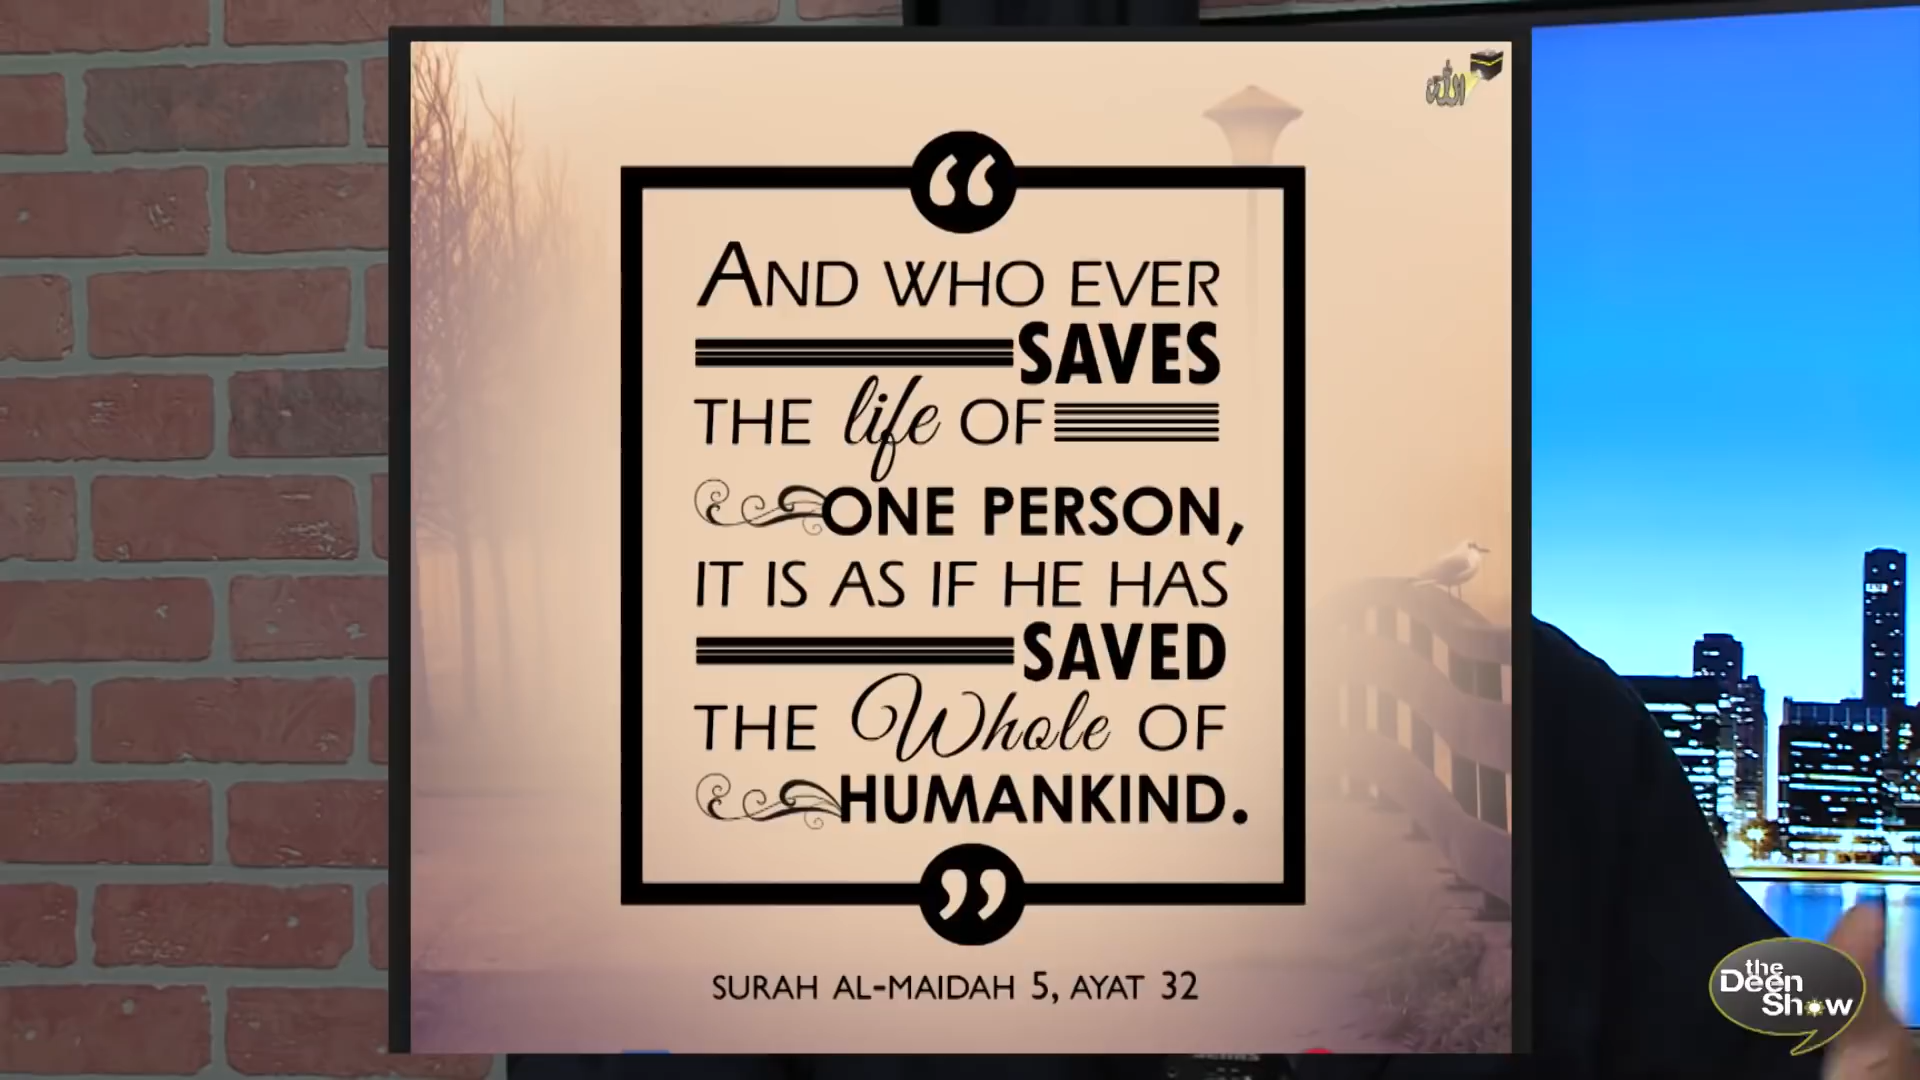 “
AND WHO EVER
SAVES
THE life OF
ONE PERSON,
IT IS AS IF HE HAS
SAVED
THE Whole OF
HUMANKIND.
”
SURAH AL-MAIDAH 5, AYAT 32
الله
the
Deen
Show